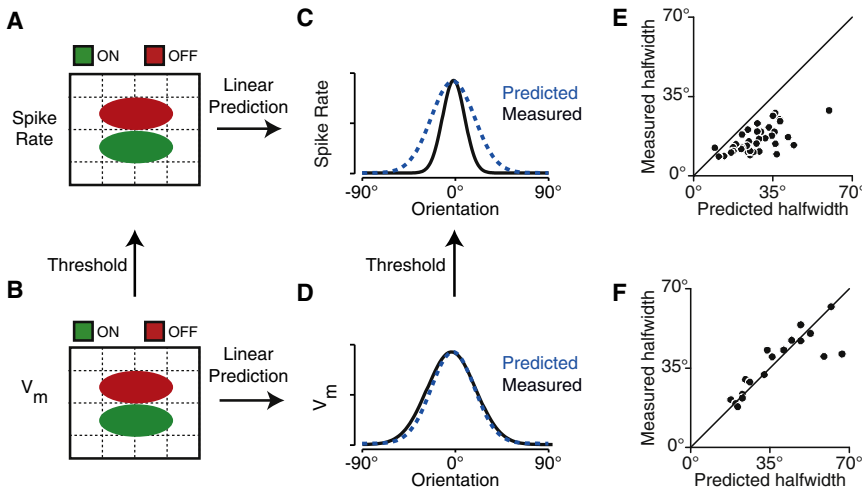 A
ON OFF
Spike
Rate
Linear
Prediction
C
Spike Rate
Predicted
Measured
-90° 0° 90°
Orientation
E
70°
35°
0°
Measured halfwidth
0° 35° 70°
Predicted halfwidth
Threshold
Threshold
B
ON OFF
Vm
Linear
Prediction
D
Vm
Predicted
Measured
-90° 0° 90°
Orientation
F
70°
35°
0°
Measured halfwidth
0° 35° 70°
Predicted halfwidth